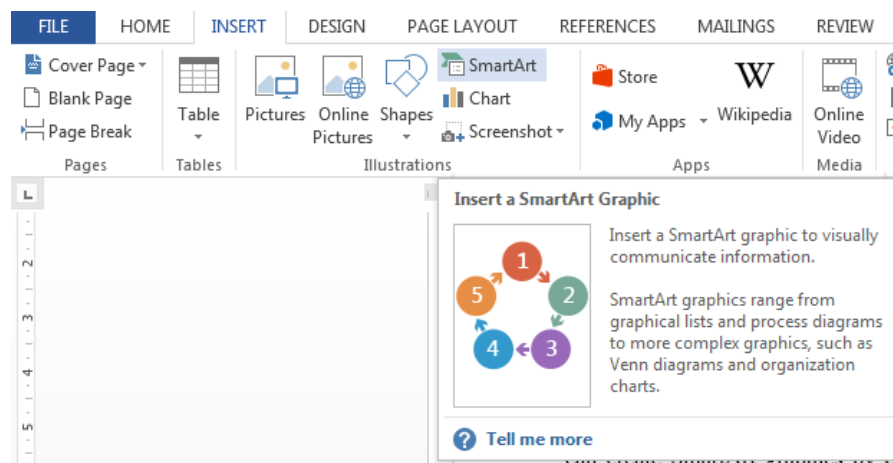 FILE HOME INSERT DESIGN PAGE LAYOUT REFERENCES MAILINGS REVIEW
Cover Page
Blank Page
Page Break
Pages
Table
Tables
Pictures
Online
Pictures
Shapes
SmartArt
Chart
Screenshot
Illustrations
Store
My Apps
W
Wikipedia
Apps
Online
Video
Media
L
2
3
4
5
Insert a SmartArt Graphic
1
2
3
4
5
Insert a SmartArt graphic to visually
communicate information.
SmartArt graphics range from
graphical lists and process diagrams
to more complex graphics, such as
Venn diagrams and organization
charts.
? Tell me more